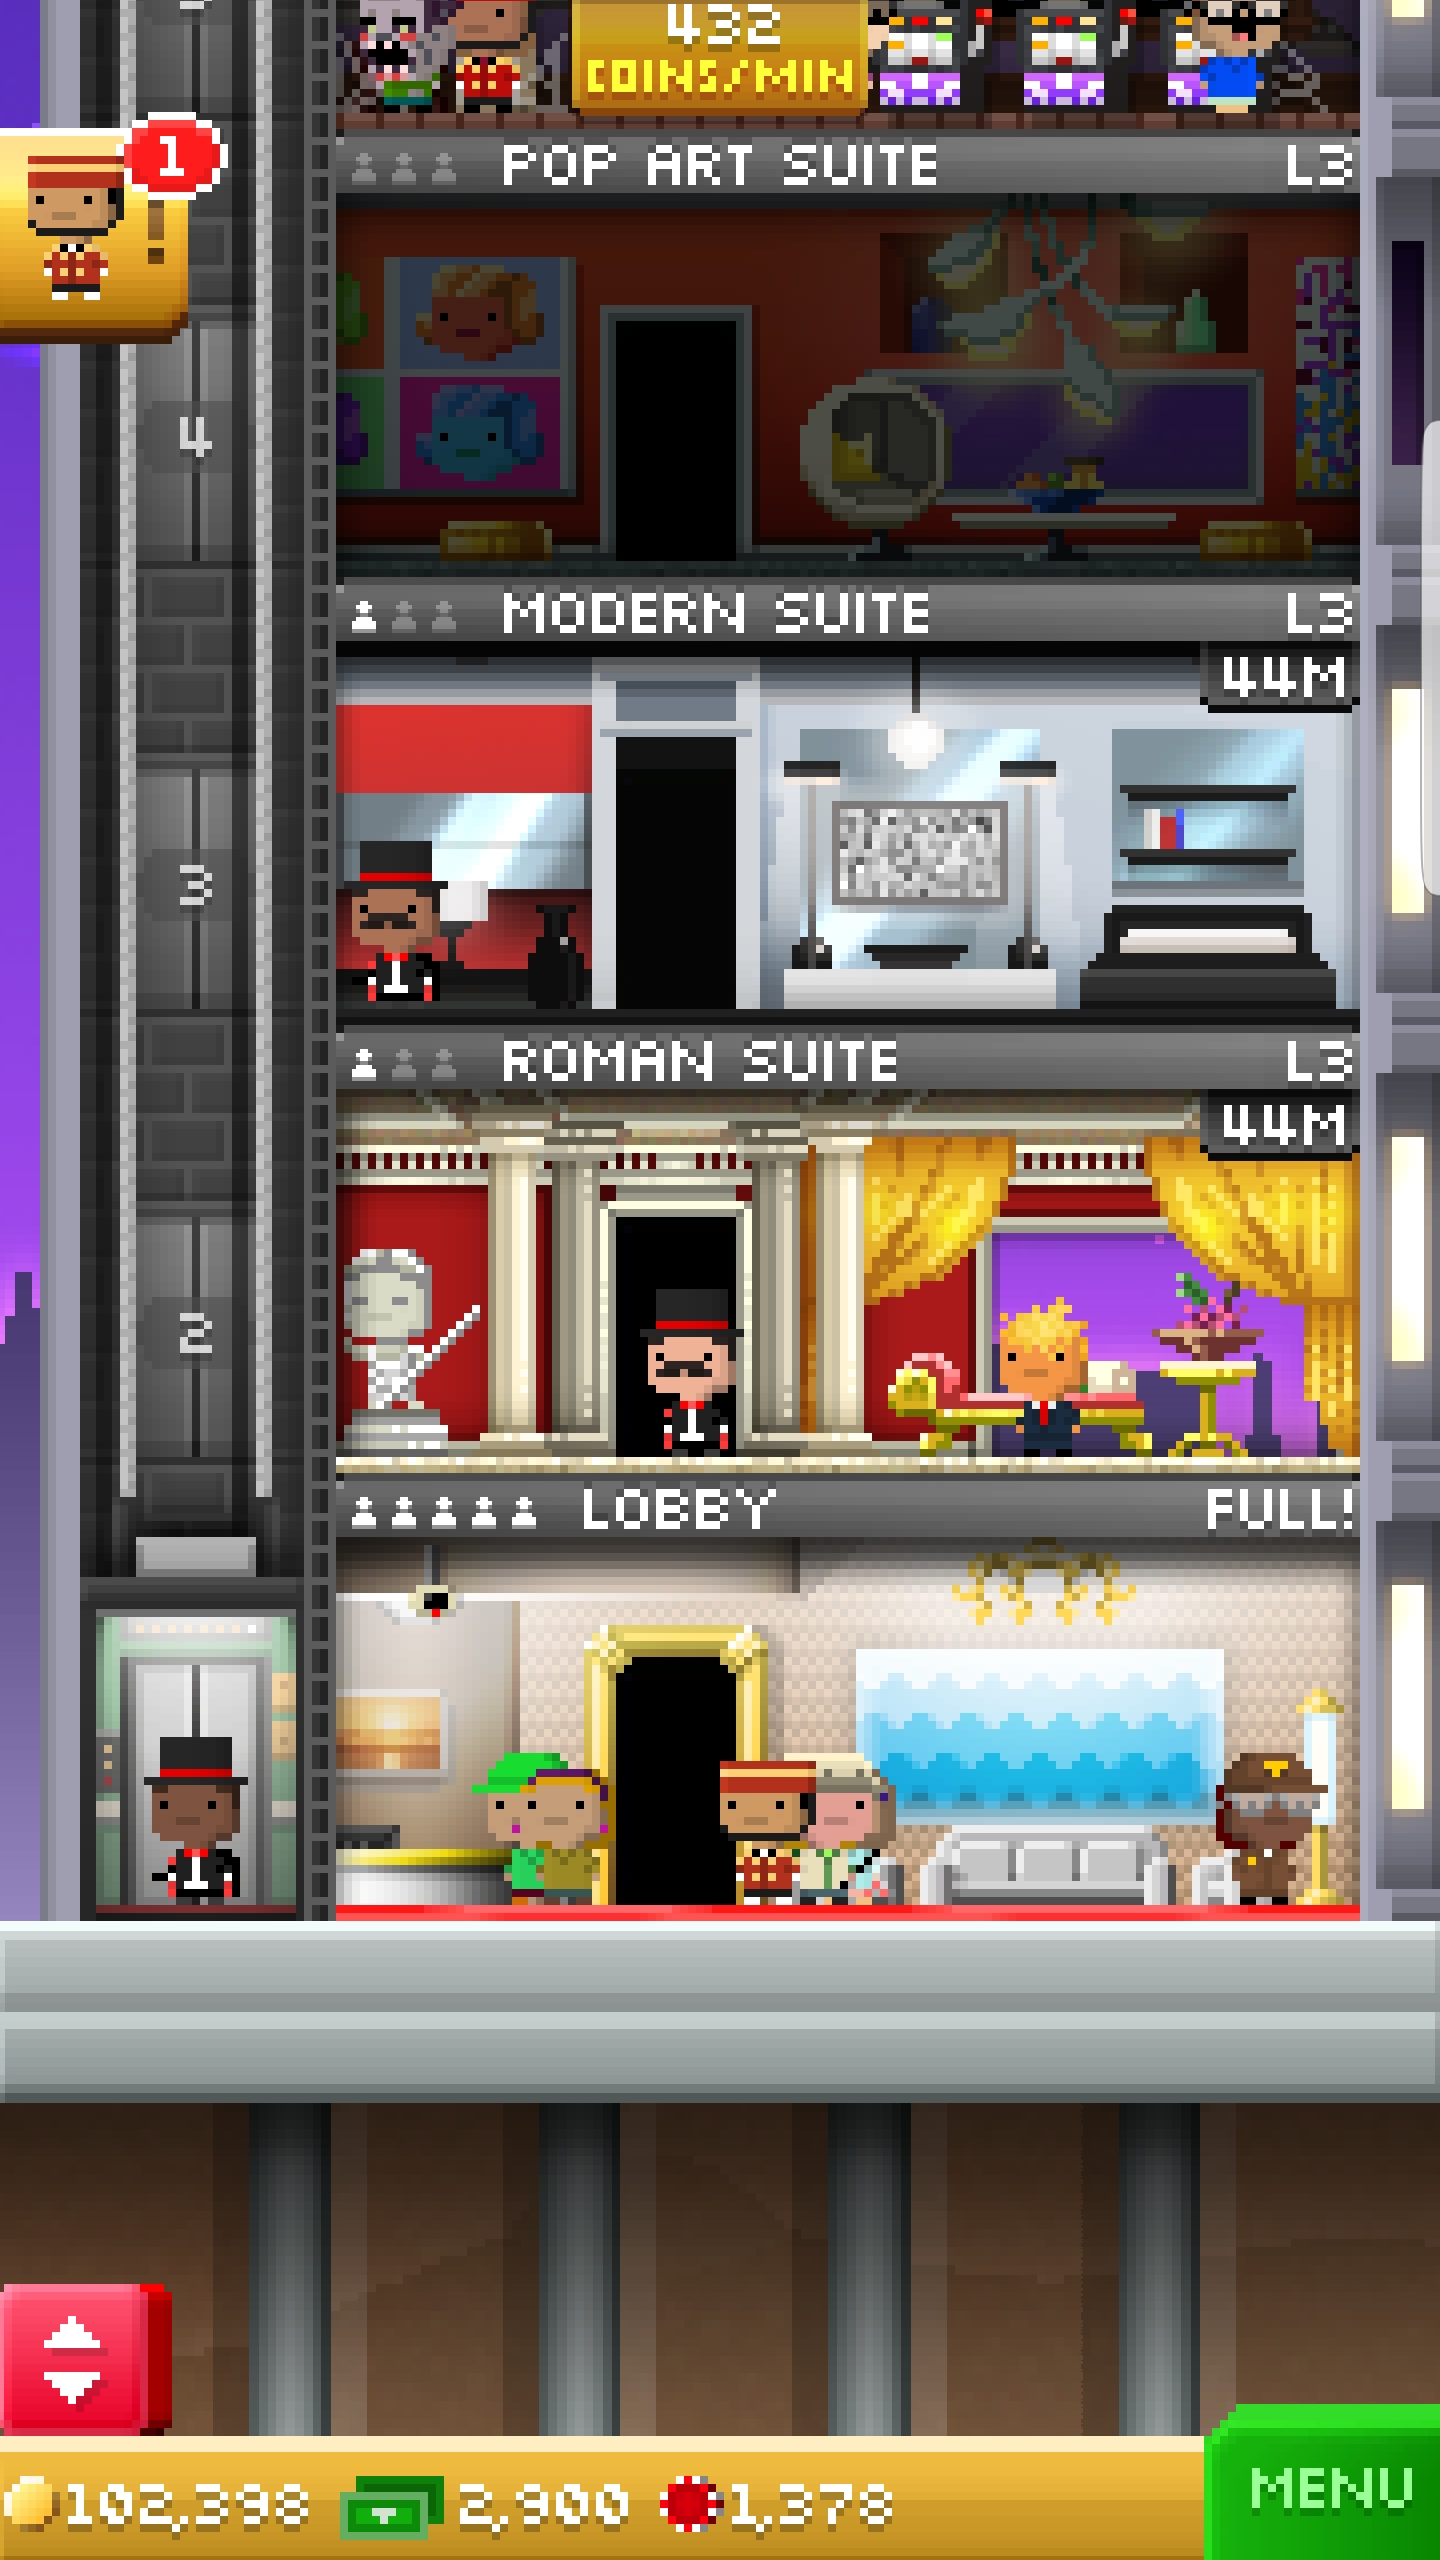 432
COINS/MIN
1
POP ART SUITE L3
4
MODERN SUITE L3
44M
3
ROMAN SUITE L3
44M
2
LOBBY FULL!
102,398 2,900 1,378
MENU